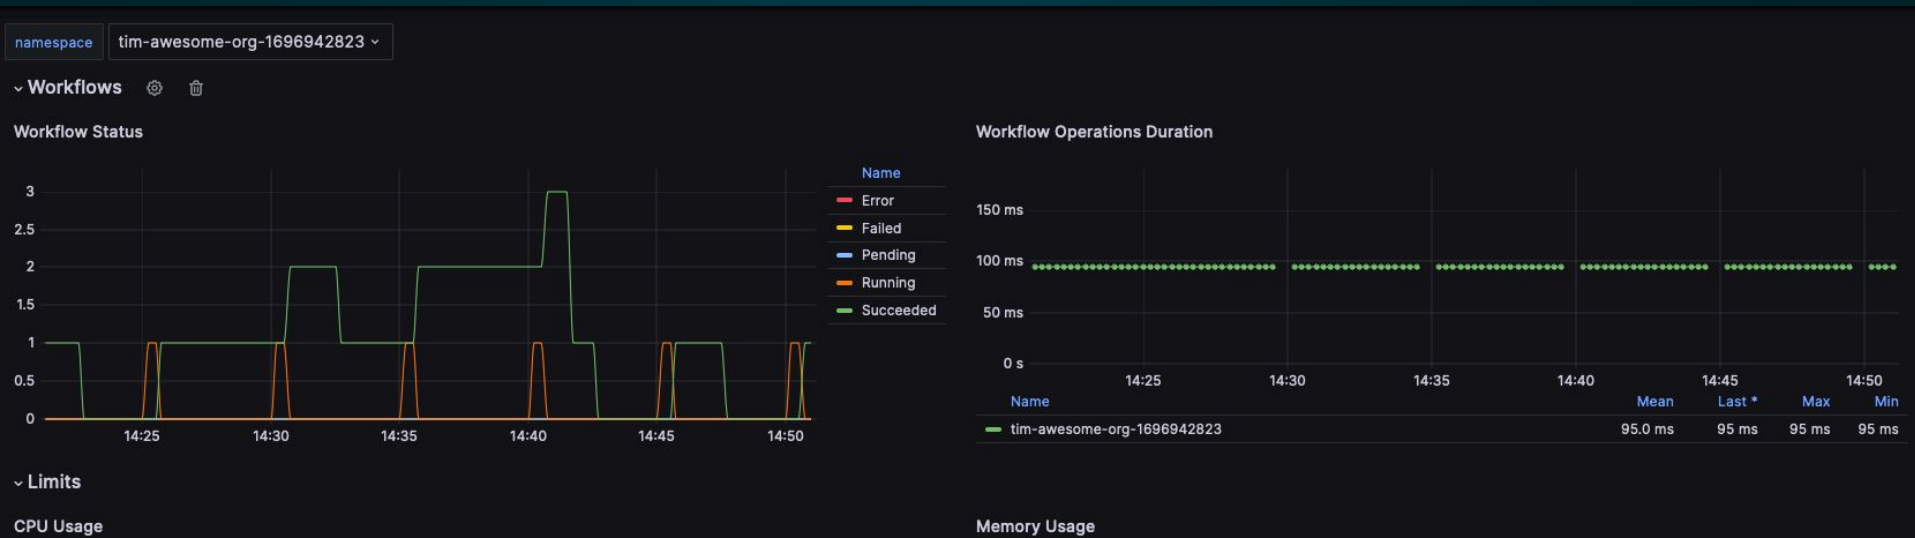 namespace tim-awesome-org-1696942823
Workflows
Workflow Status
3
2.5
2
1.5
1
0.5
0
14:25 14:30 14:35 14:40 14:45 14:50
Name
Error
Failed
Pending
Running
Succeeded
Workflow Operations Duration
150 ms
100 ms
50 ms
0 s
14:25 14:30 14:35 14:40 14:45 14:50
Name Mean Last * Max Min
tim-awesome-org-1696942823 95.0 ms 95 ms 95 ms 95 ms
Limits
CPU Usage
Memory Usage